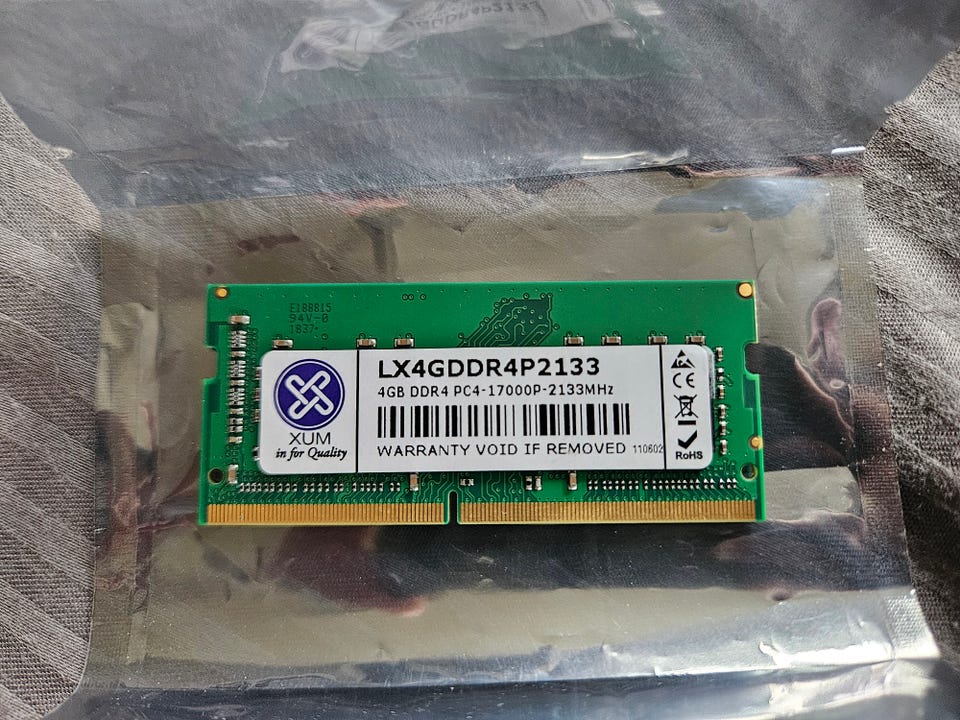 E188815
94V-0
1837
LX4GDDR4P2133
4GB DDR4 PC4-17000P-2133MHz
XUM
in for Quality
WARRANTY VOID IF REMOVED 110602
CE
RoHS